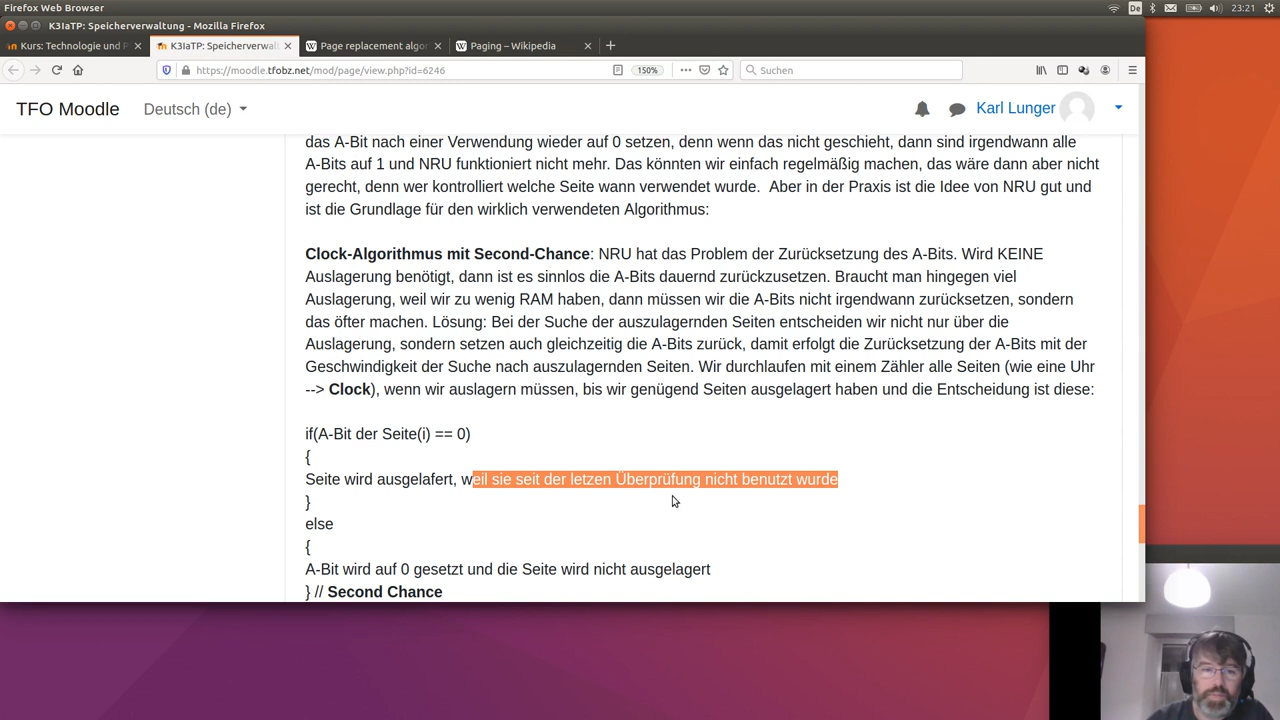 Firefox Web Browser
De
23:21
K3IaTP: Speicherverwaltung - Mozilla Firefox
Kurs: Technologie und P
K3IaTP: Speicherverwal
Page replacement algor
Paging – Wikipedia
https://moodle.tfobz.net/mod/page/view.php?id=6246
150%
Suchen
TFO Moodle
Deutsch (de)
Karl Lunger
das A-Bit nach einer Verwendung wieder auf 0 setzen, denn wenn das nicht geschieht, dann sind irgendwann alle
A-Bits auf 1 und NRU funktioniert nicht mehr. Das könnten wir einfach regelmäßig machen, das wäre dann aber nicht
gerecht, denn wer kontrolliert welche Seite wann verwendet wurde.  Aber in der Praxis ist die Idee von NRU gut und
ist die Grundlage für den wirklich verwendeten Algorithmus:
Clock-Algorithmus mit Second-Chance: NRU hat das Problem der Zurücksetzung des A-Bits. Wird KEINE
Auslagerung benötigt, dann ist es sinnlos die A-Bits dauernd zurückzusetzen. Braucht man hingegen viel
Auslagerung, weil wir zu wenig RAM haben, dann müssen wir die A-Bits nicht irgendwann zurücksetzen, sondern
das öfter machen. Lösung: Bei der Suche der auszulagernden Seiten entscheiden wir nicht nur über die
Auslagerung, sondern setzen auch gleichzeitig die A-Bits zurück, damit erfolgt die Zurücksetzung der A-Bits mit der
Geschwindigkeit der Suche nach auszulagernden Seiten. Wir durchlaufen mit einem Zähler alle Seiten (wie eine Uhr
--> Clock), wenn wir auslagern müssen, bis wir genügend Seiten ausgelagert haben und die Entscheidung ist diese:
if(A-Bit der Seite(i) == 0)
{
Seite wird ausgelafert, weil sie seit der letzen Überprüfung nicht benutzt wurde
}
else
{
A-Bit wird auf 0 gesetzt und die Seite wird nicht ausgelagert
} // Second Chance